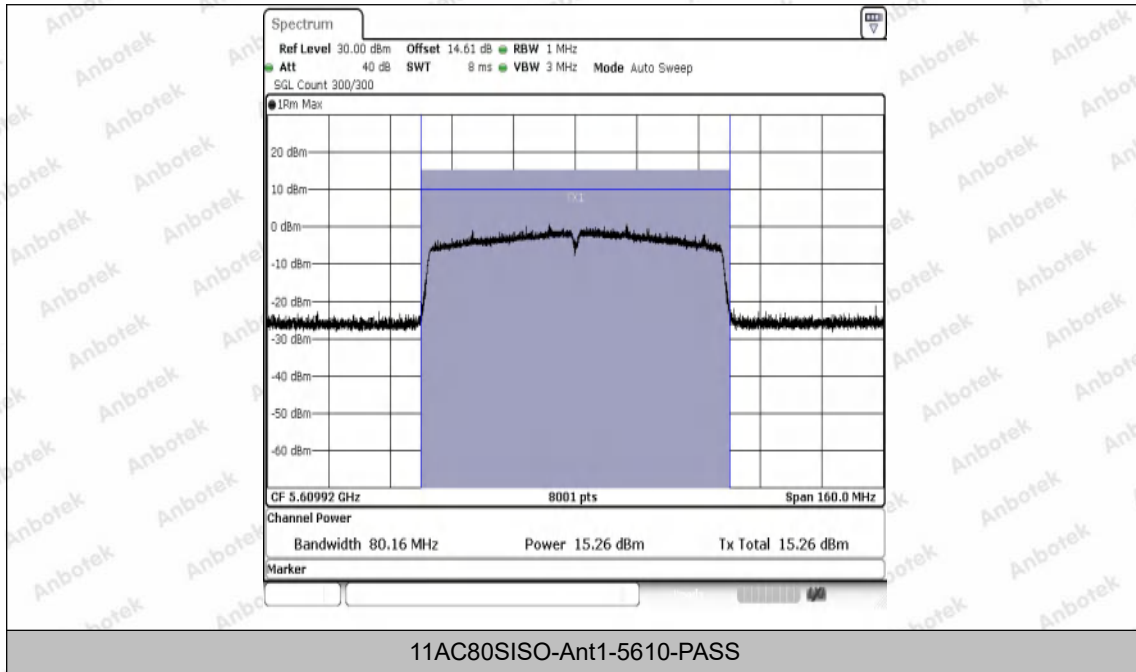 Spectrum
Ref Level 30.00 dBm Offset 14.61 dB RBW 1 MHz
Att 40 dB SWT 8 ms VBW 3 MHz Mode Auto Sweep
SGL Count 300/300
1Rm Max
20 dBm
10 dBm
TX1
0 dBm
-10 dBm
-20 dBm
-30 dBm
-40 dBm
-50 dBm
-60 dBm
CF 5.60992 GHz 8001 pts Span 160.0 MHz
Channel Power
Bandwidth 80.16 MHz Power 15.26 dBm Tx Total 15.26 dBm
Marker
11AC80SISO-Ant1-5610-PASS
Anbotek